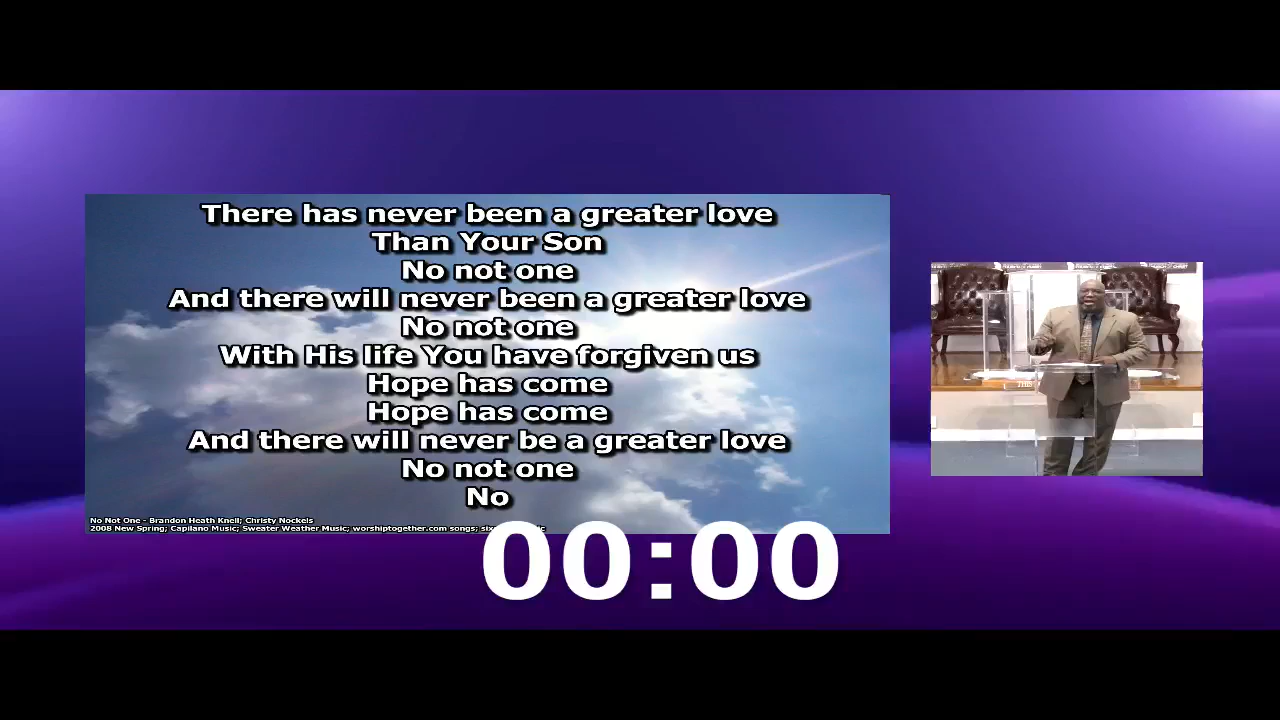 There has never been a greater love
Than Your Son
No not one
And there will never been a greater love
No not one
With His life You have forgiven us
Hope has come
Hope has come
And there will never be a greater love
No not one
No
No Not One - Brandon Heath Knell; Christy Nockels
2008 New Spring; Capilano Music; Sweater Weather Music; worshiptogether.com songs;
00:00
THIS